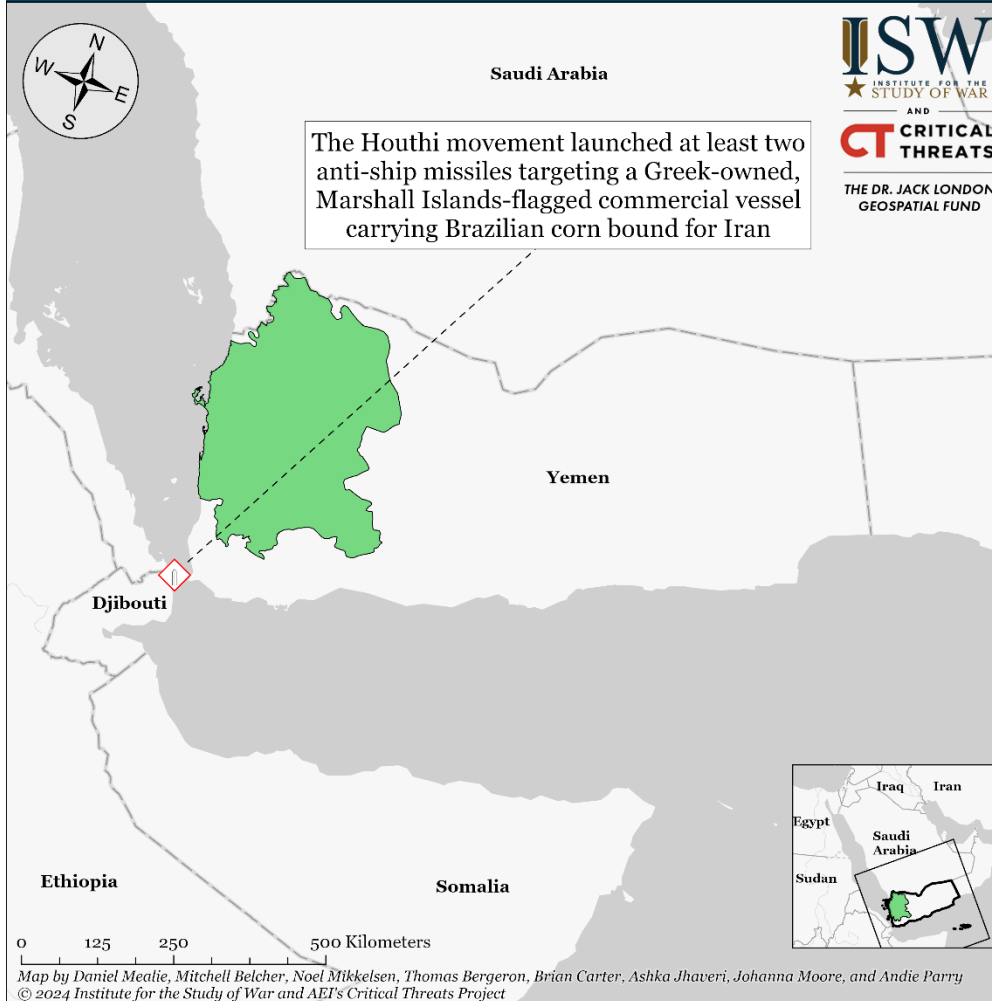 N
W
E
S
Saudi Arabia
ISW
INSTITUTE FOR THE
STUDY OF WAR
AND
CT CRITICAL
THREATS
THE DR. JACK LONDON
GEOSPATIAL FUND
The Houthi movement launched at least two
anti-ship missiles targeting a Greek-owned,
Marshall Islands-flagged commercial vessel
carrying Brazilian corn bound for Iran
Yemen
Djibouti
Ethiopia
Somalia
Iraq
Iran
Egypt
Saudi
Arabia
Sudan
0 125 250 500 Kilometers
Map by Daniel Mealie, Mitchell Belcher, Noel Mikkelsen, Thomas Bergeron, Brian Carter, Ashka Jhaveri, Johanna Moore, and Andie Parry
© 2024 Institute for the Study of War and AEI's Critical Threats Project